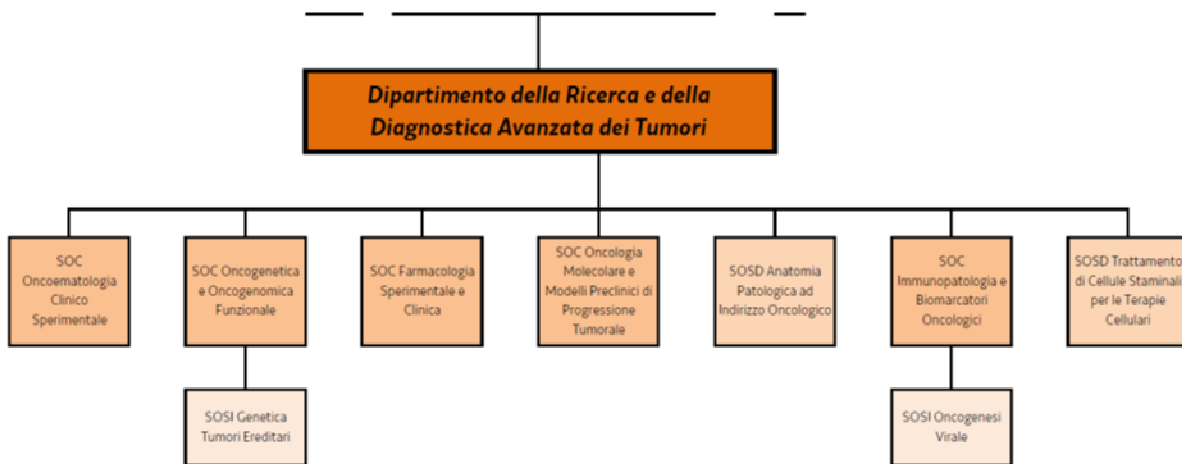 Dipartimento della Ricerca e della
Diagnostica Avanzata dei Tumori
SOC
Oncoematologia
Clinico
Sperimentale
SOC Oncogenetica
e Oncogenomica
Funzionale
SOC Farmacologia
Sperimentale e
Clinica
SOC Oncologia
Molecolare e
Modelli Preclinici di
Progressione
Tumorale
SOSD Anatomia
Patologica ad
Indirizzo Oncologico
SOC
Immunopatologia e
Biomarcatori
Oncologici
SOSD Trattamento
di Cellule Staminali
per le Terapie
Cellulari
SOSI Genetica
Tumori Ereditari
SOSI Oncogenesi
Virale